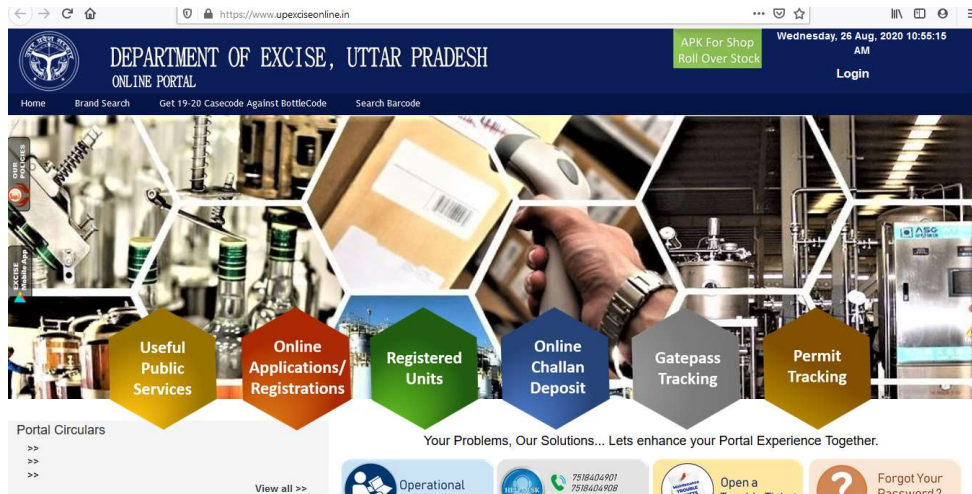 https://www.upexciseonline.in
DEPARTMENT OF EXCISE, UTTAR PRADESH
ONLINE PORTAL
APK For Shop
Roll Over Stock
Wednesday, 26 Aug, 2020 10:55:15
AM
Login
Home Brand Search Get 19-20 Casecode Against BottleCode Search Barcode
OUR
POLICIES
EXCISE
Mobile App
Useful
Public
Services
Online
Applications/
Registrations
Registered
Units
Online
Challan
Deposit
Gatepass
Tracking
Permit
Tracking
Portal Circulars
>>
>>
>>
View all >>
Your Problems, Our Solutions... Lets enhance your Portal Experience Together.
Operational
7518404901
7518404908
Open a
Trouble Ticket
Forgot Your
Password ?